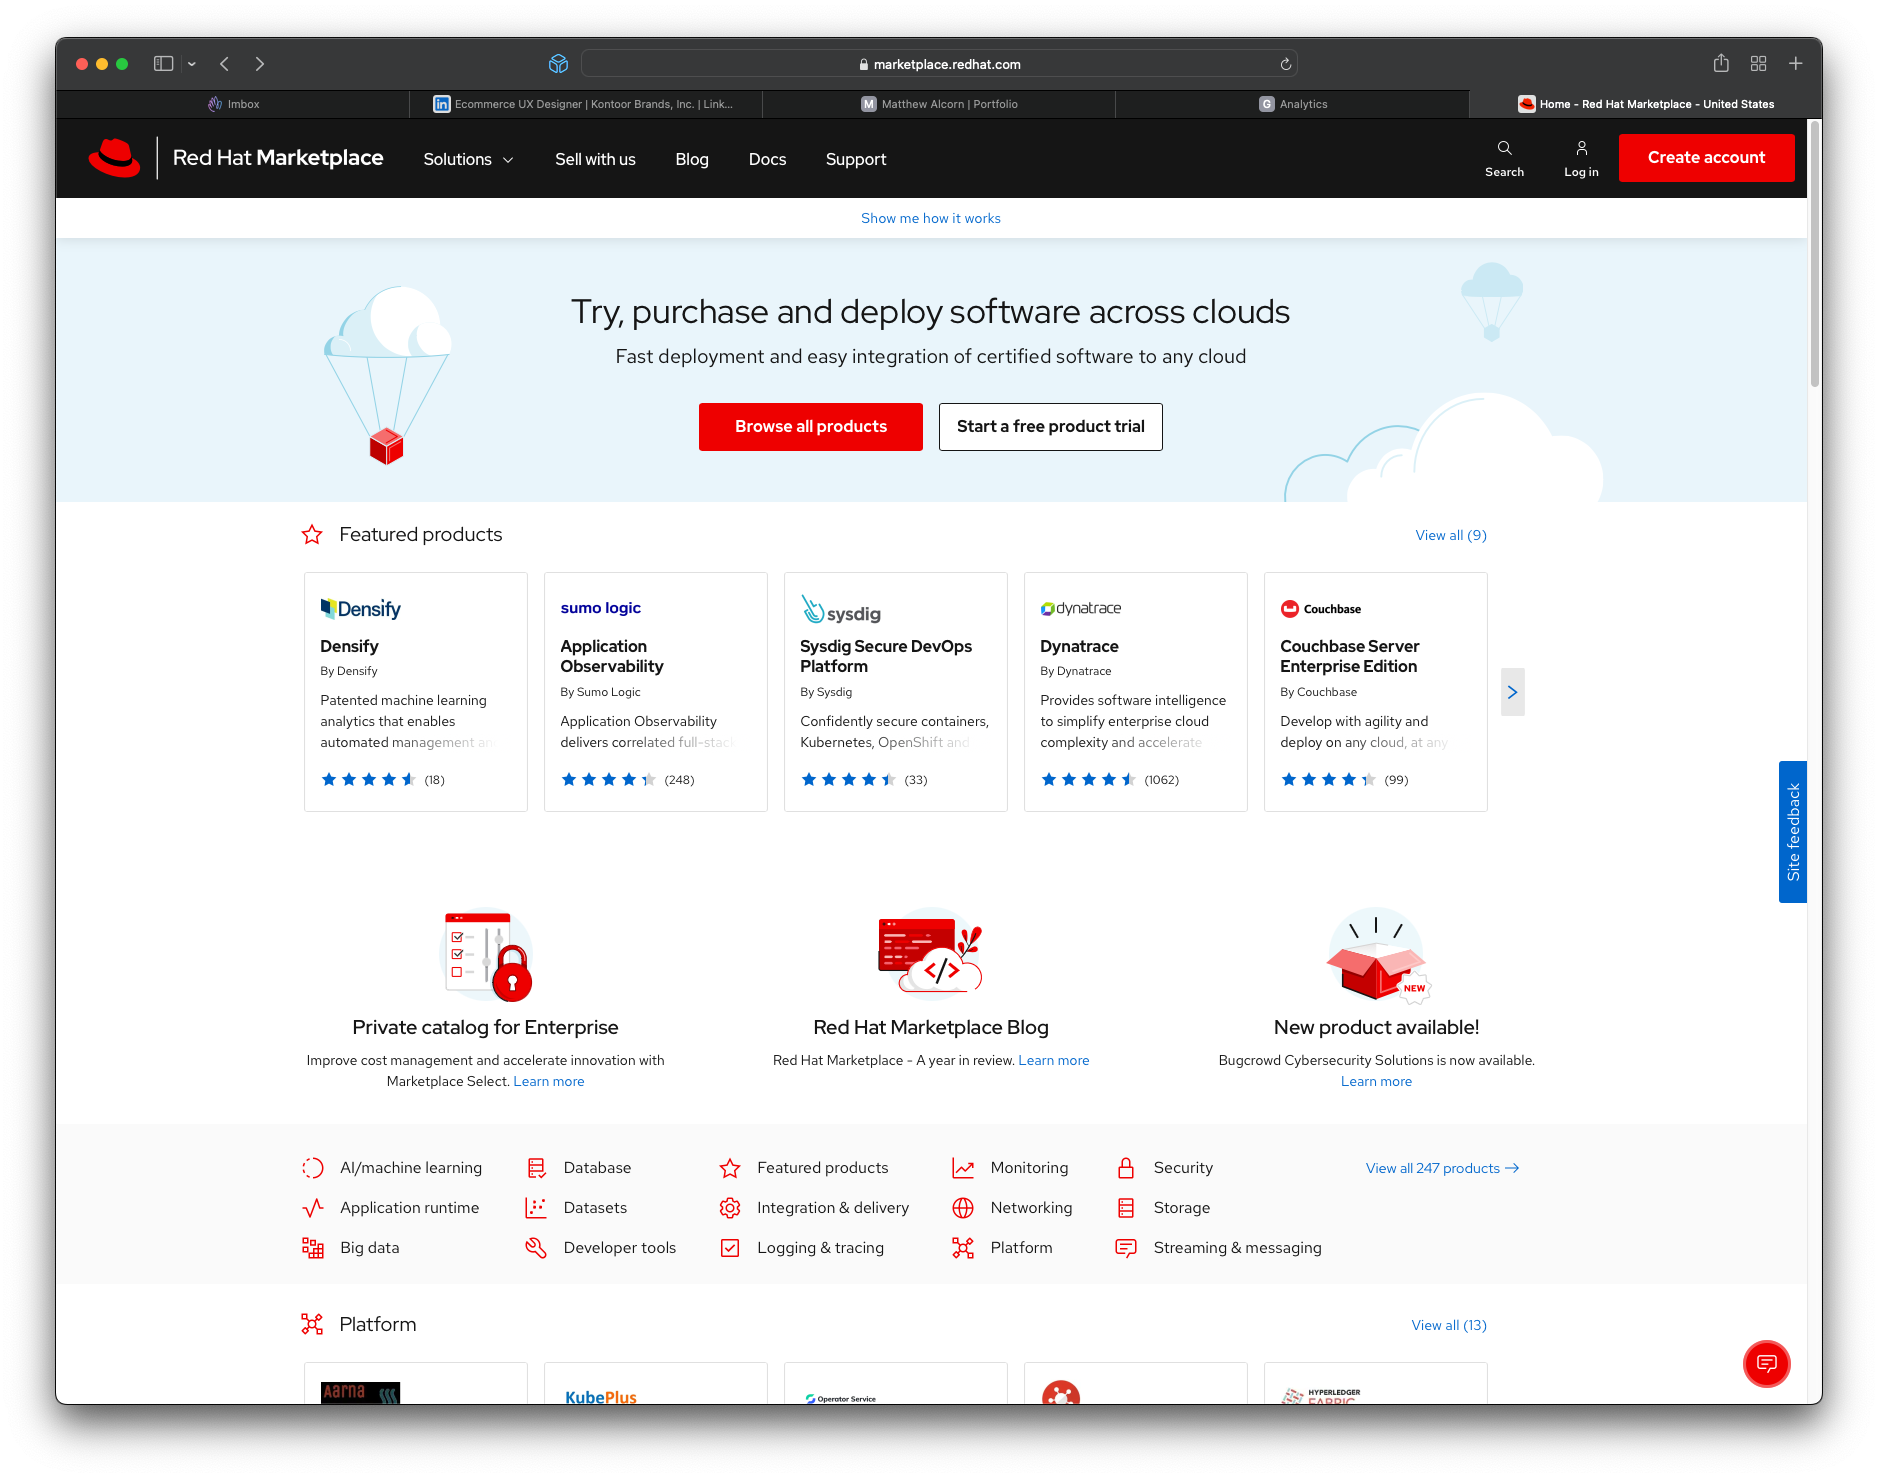 marketplace.redhat.com
Imbox
Ecommerce UX Designer | Kontoor Brands, Inc. | Link...
M Matthew Alcorn | Portfolio
G Analytics
Home - Red Hat Marketplace - United States
Red Hat Marketplace
Solutions
Sell with us
Blog
Docs
Support
Search
Log in
Create account
Show me how it works
Try, purchase and deploy software across clouds
Fast deployment and easy integration of certified software to any cloud
Browse all products
Start a free product trial
Featured products
View all (9)
Densify
Densify
By Densify
Patented machine learning
analytics that enables
automated management an
(18)
sumo logic
Application
Observability
By Sumo Logic
Application Observability
delivers correlated full-stack
(248)
sysdig
Sysdig Secure DevOps
Platform
By Sysdig
Confidently secure containers,
Kubernetes, OpenShift and
(33)
dynatrace
Dynatrace
By Dynatrace
Provides software intelligence
to simplify enterprise cloud
complexity and accelerate
(1062)
Couchbase
Couchbase Server
Enterprise Edition
By Couchbase
Develop with agility and
deploy on any cloud, at any
(99)
Site feedback
Private catalog for Enterprise
Improve cost management and accelerate innovation with
Marketplace Select. Learn more
Red Hat Marketplace Blog
Red Hat Marketplace - A year in review. Learn more
NEW
New product available!
Bugcrowd Cybersecurity Solutions is now available.
Learn more
AI/machine learning
Application runtime
Big data
Database
Datasets
Developer tools
Featured products
Integration & delivery
Logging & tracing
Monitoring
Networking
Platform
Security
Storage
Streaming & messaging
View all 247 products
Platform
View all (13)
Aarna
KubePlus
Operator Service
HYPERLEDGER
FABRIC